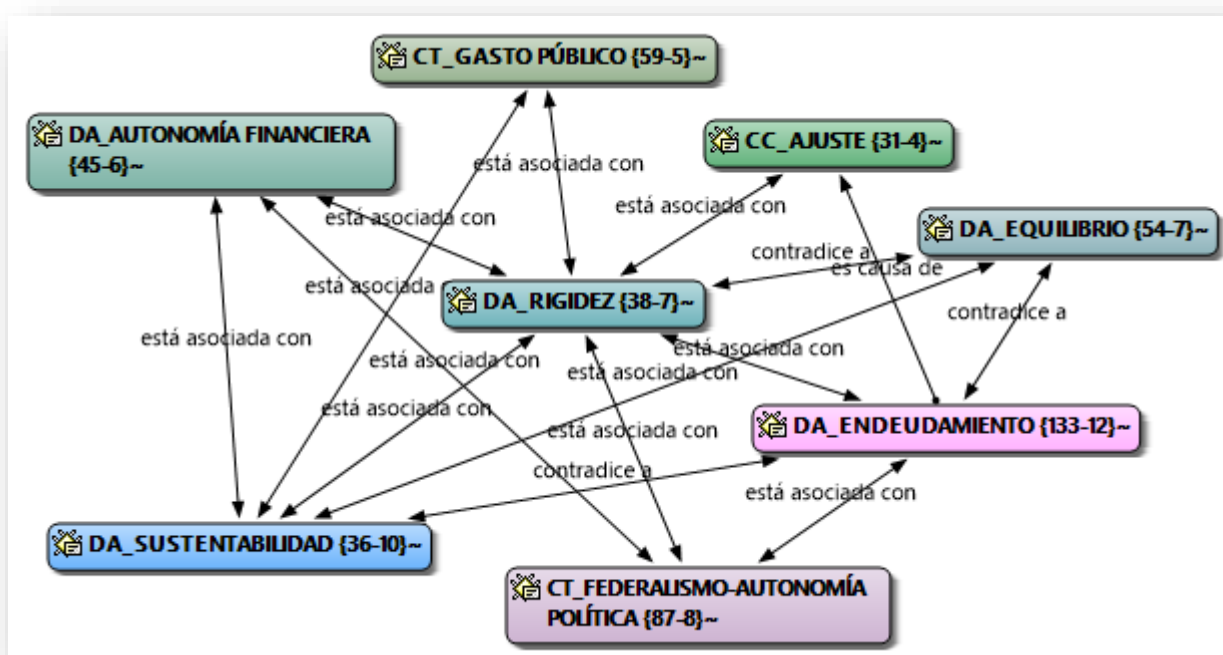 CT_GASTO PÚBLICO {59-5}~
DA_AUTONOMÍA FINANCIERA
{45-6}~
CC_AJUSTE {31-4}~
está asociada con
está asociada con
está asociada con
DA_EQUILIBRIO {54-7}~
contradice a
es causa de
está asociada
DA_RIGIDEZ {38-7}~
contradice a
está asociada con
está asociada con
está asociada con
está asociada con
está asociada con
DA_ENDEUDAMIENTO {133-12}~
está asociada con
contradice a
está asociada con
DA_SUSTENTABILIDAD {36-10}~
CT_FEDERALISMO-AUTONOMÍA
POLÍTICA {87-8}~